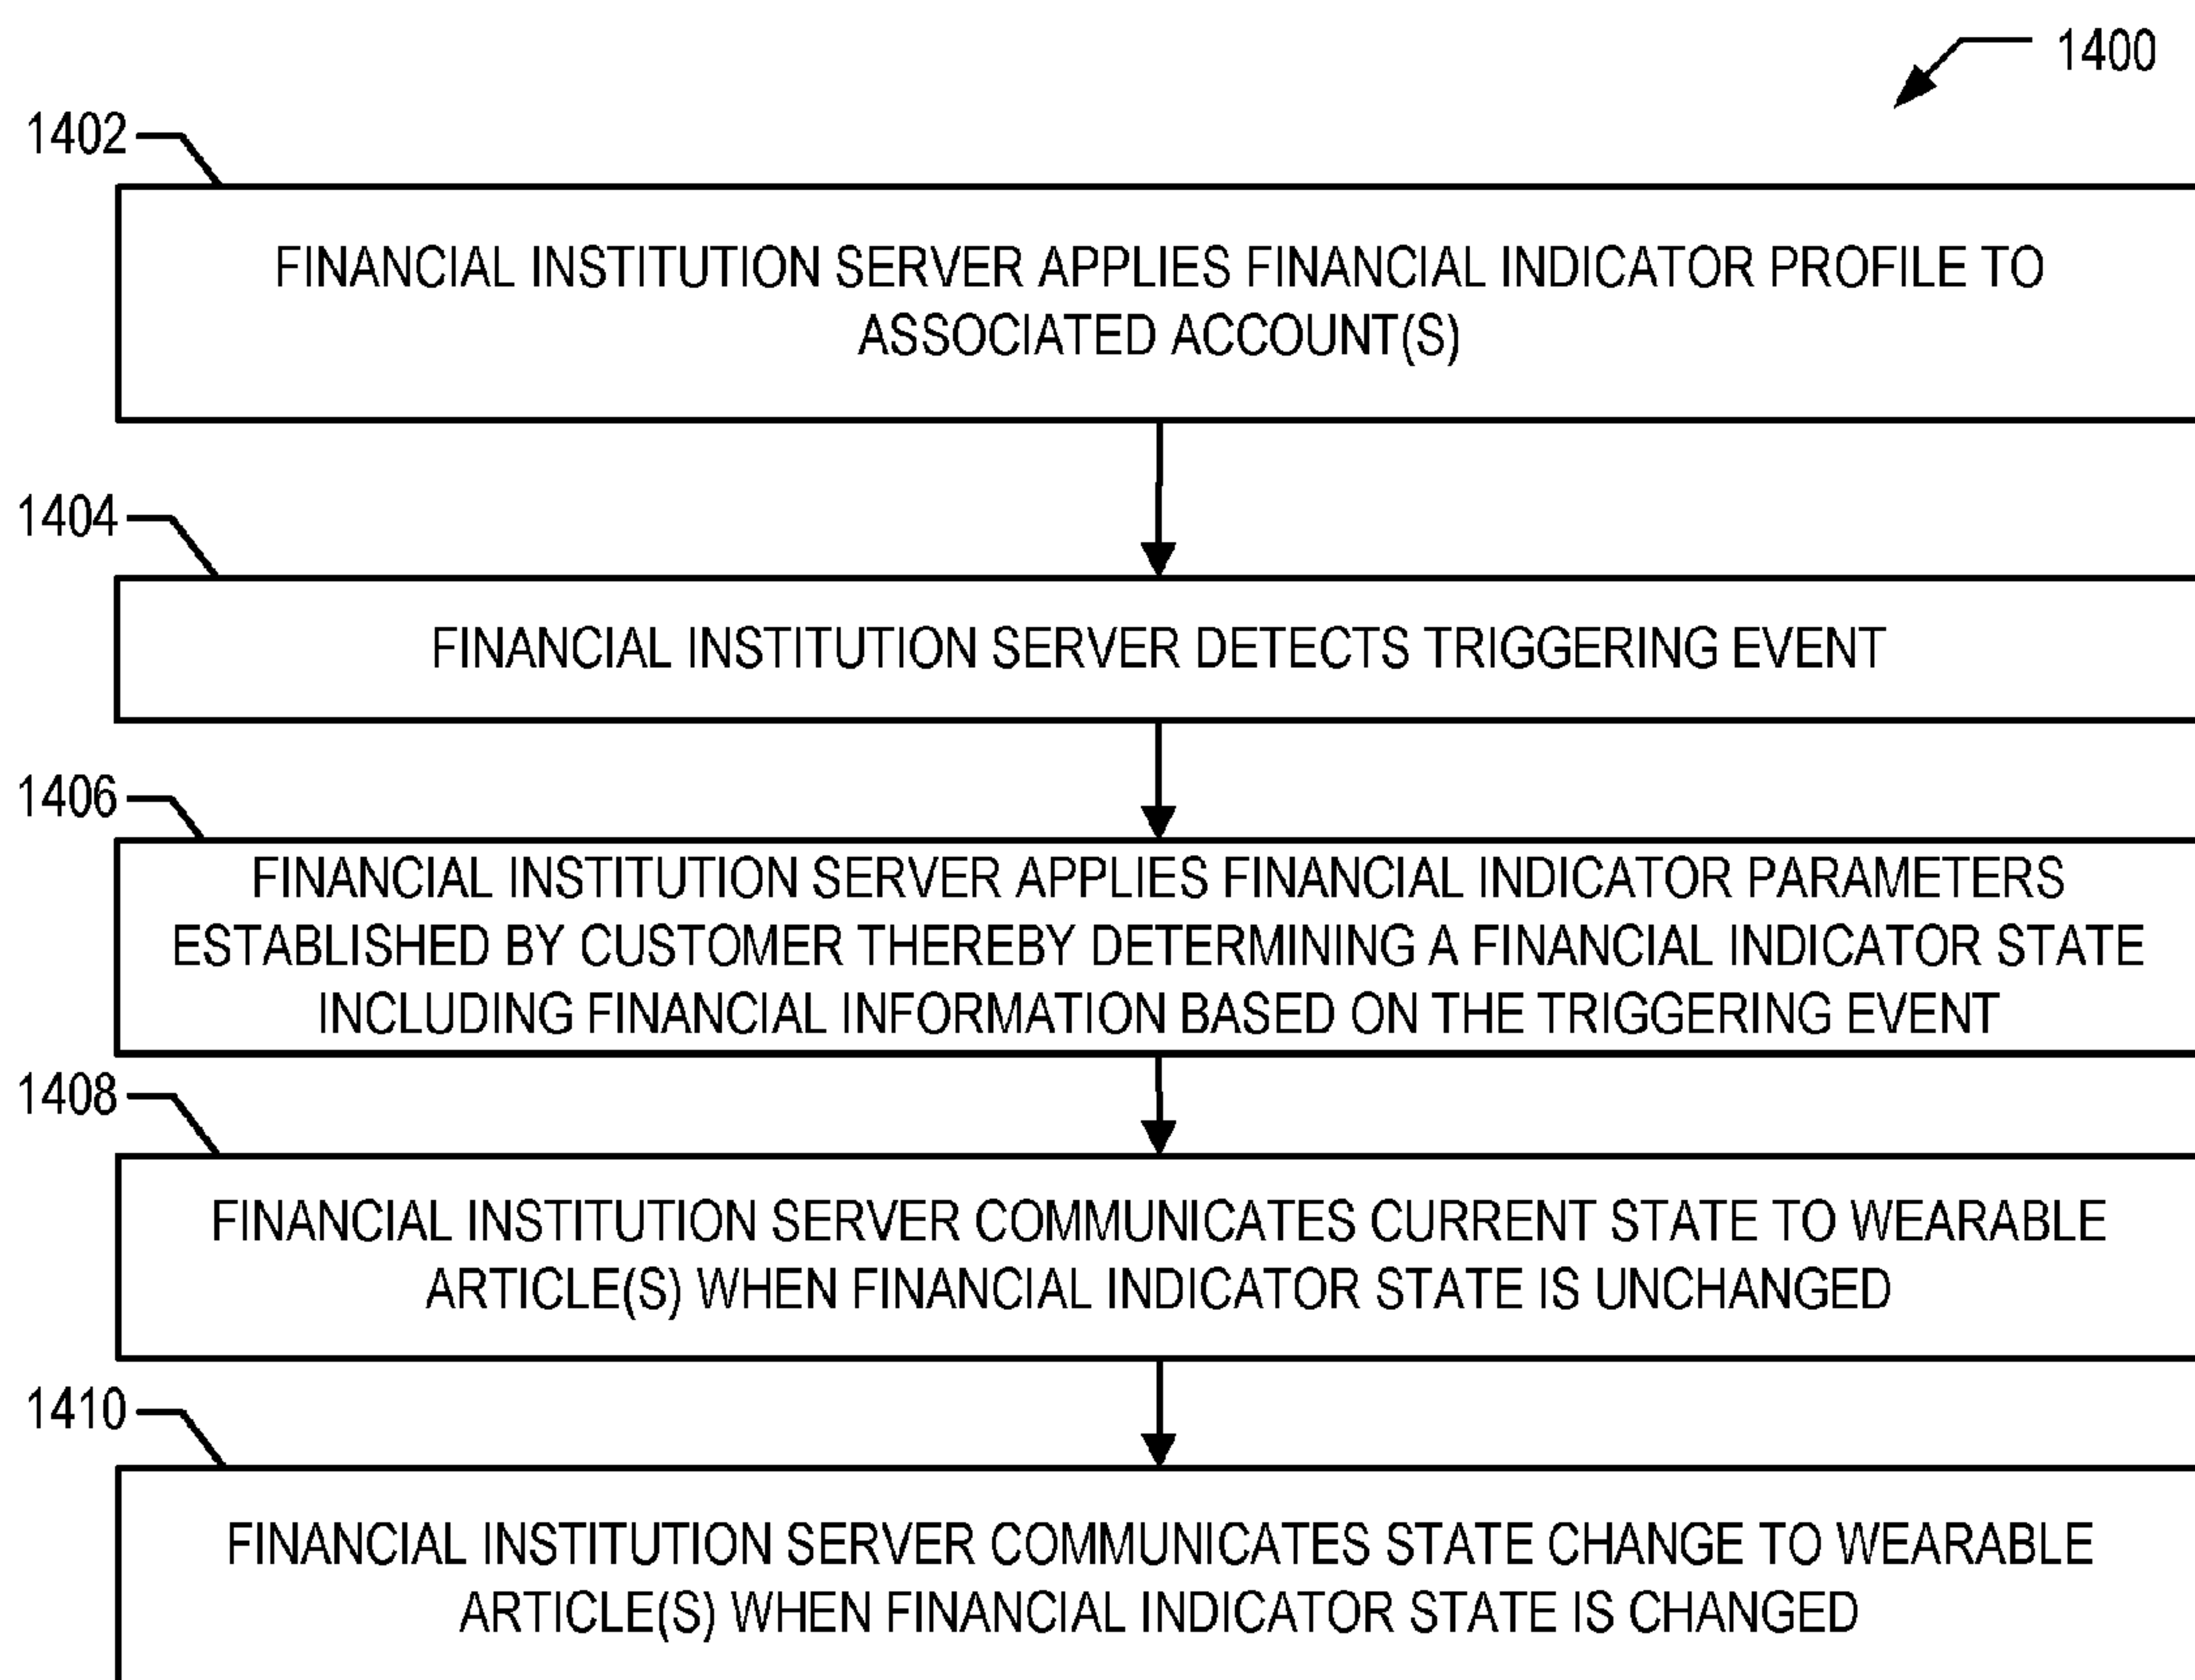 1400
1402
FINANCIAL INSTITUTION SERVER APPLIES FINANCIAL INDICATOR PROFILE TO
ASSOCIATED ACCOUNT(S)
1404
FINANCIAL INSTITUTION SERVER DETECTS TRIGGERING EVENT
1406
FINANCIAL INSTITUTION SERVER APPLIES FINANCIAL INDICATOR PARAMETERS
ESTABLISHED BY CUSTOMER THEREBY DETERMINING A FINANCIAL INDICATOR STATE
INCLUDING FINANCIAL INFORMATION BASED ON THE TRIGGERING EVENT
1408
FINANCIAL INSTITUTION SERVER COMMUNICATES CURRENT STATE TO WEARABLE
ARTICLE(S) WHEN FINANCIAL INDICATOR STATE IS UNCHANGED
1410
FINANCIAL INSTITUTION SERVER COMMUNICATES STATE CHANGE TO WEARABLE
ARTICLE(S) WHEN FINANCIAL INDICATOR STATE IS CHANGED